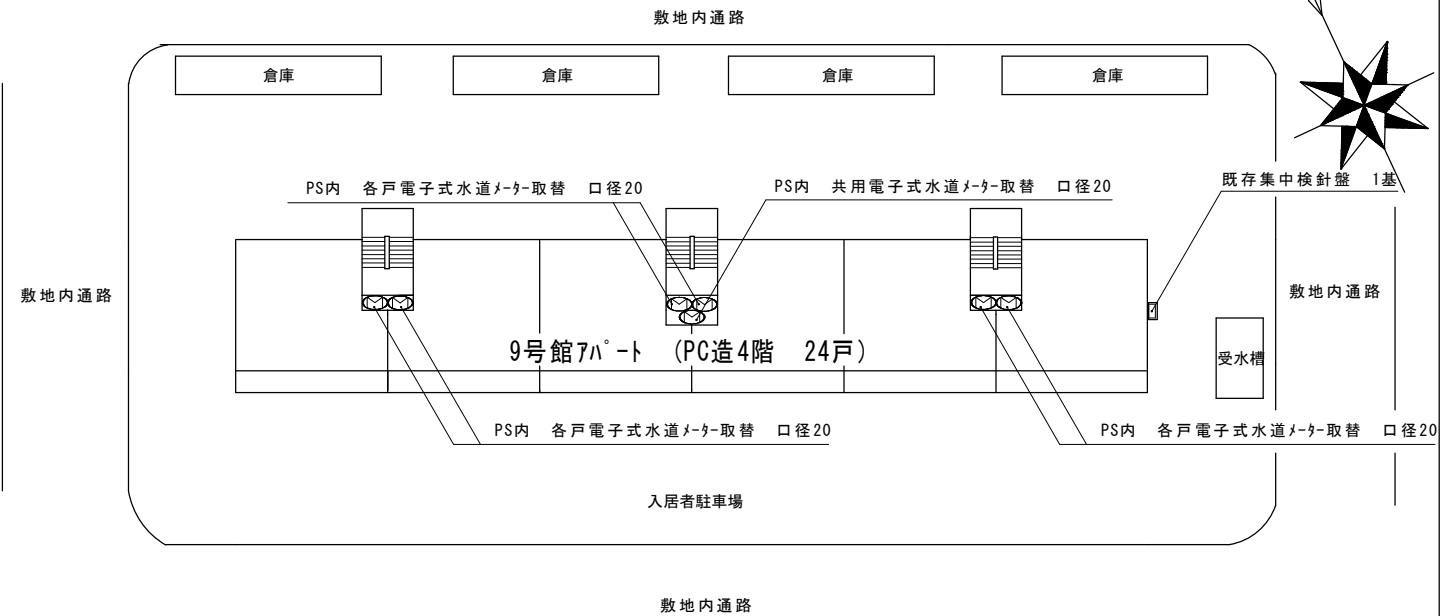 敷地内通路
倉庫
倉庫
倉庫
倉庫
PS内　各戸電子式水道ﾒｰﾀｰ取替　口径20
PS内　共用電子式水道ﾒｰﾀｰ取替　口径20
既存集中検針盤　1基
敷地内通路
敷地内通路
9号館ｱﾊﾟｰﾄ　(PC造4階　24戸)
受水槽
PS内　各戸電子式水道ﾒｰﾀｰ取替　口径20
PS内　各戸電子式水道ﾒｰﾀｰ取替　口径20
入居者駐車場
敷地内通路